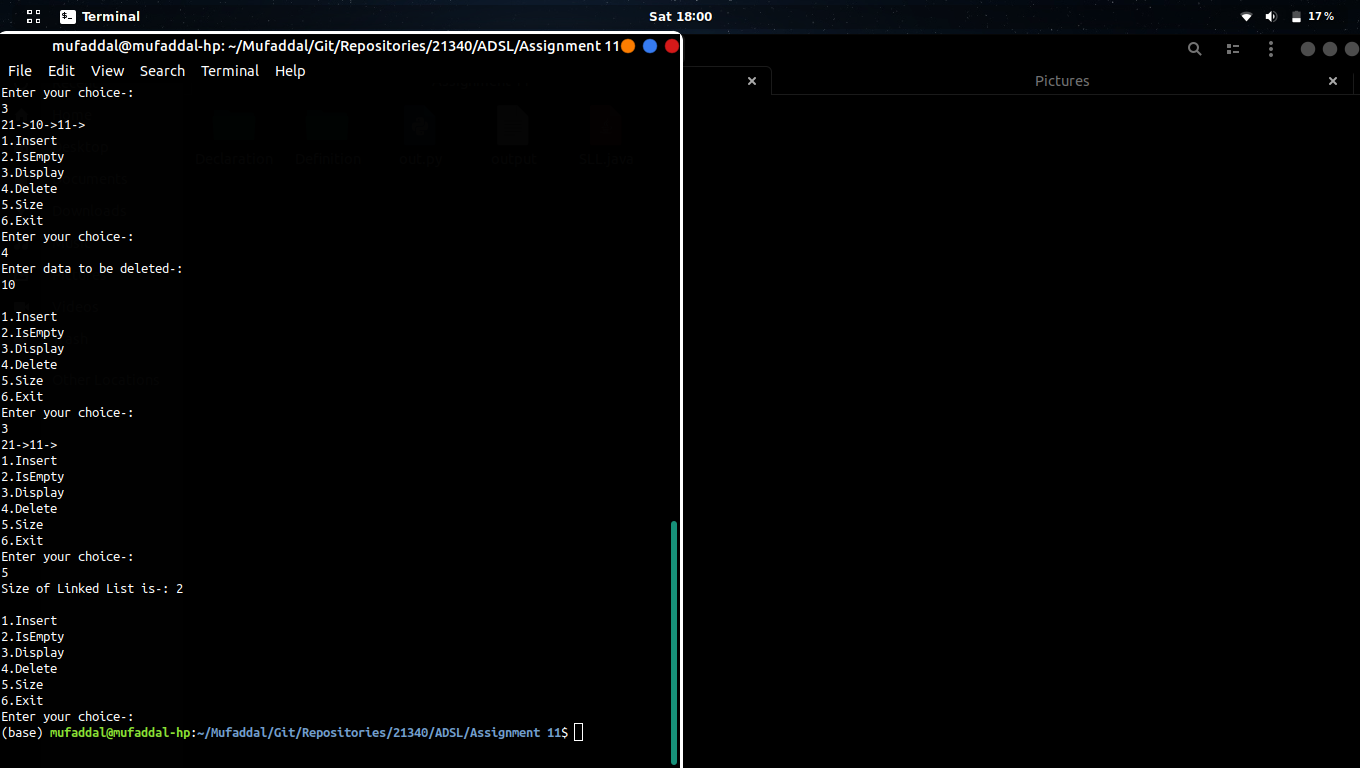 Terminal
Sat 18:00
17%
mufaddal@mufaddal-hp: ~/Mufaddal/Git/Repositories/21340/ADSL/Assignment 11
File Edit View Search Terminal Help
Pictures
Enter your choice-:
3
21->10->11->
1.Insert
2.IsEmpty
3.Display
4.Delete
5.Size
6.Exit
Enter your choice-:
4
Enter data to be deleted-:
10
1.Insert
2.IsEmpty
3.Display
4.Delete
5.Size
6.Exit
Enter your choice-:
3
21->11->
1.Insert
2.IsEmpty
3.Display
4.Delete
5.Size
6.Exit
Enter your choice-:
5
Size of Linked List is-: 2
1.Insert
2.IsEmpty
3.Display
4.Delete
5.Size
6.Exit
Enter your choice-:
(base) mufaddal@mufaddal-hp:~/Mufaddal/Git/Repositories/21340/ADSL/Assignment 11$